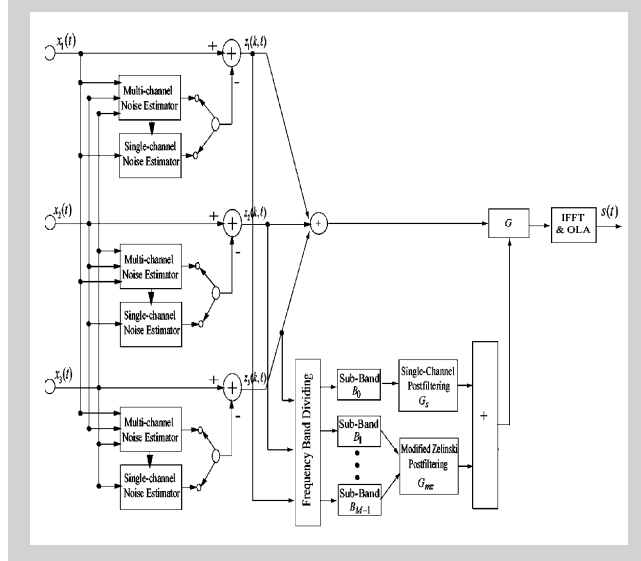 x₁(t)
+
+
z₁(k,t)
-
Multi-channel
Noise Estimator
Single-channel
Noise Estimator
x₂(t)
+
+
z₂(k,t)
-
Multi-channel
Noise Estimator
Single-channel
Noise Estimator
+
G
IFFT
& OLA
s(t)
x₃(t)
+
+
z₃(k,t)
-
Multi-channel
Noise Estimator
Single-channel
Noise Estimator
Frequency Band Dividing
Sub-Band
B₀
Single-Channel
Postfiltering
Gₛ
Sub-Band
B₁
Modified Zelinski
Postfiltering
Gₘz
Sub-Band
B_M-1
+